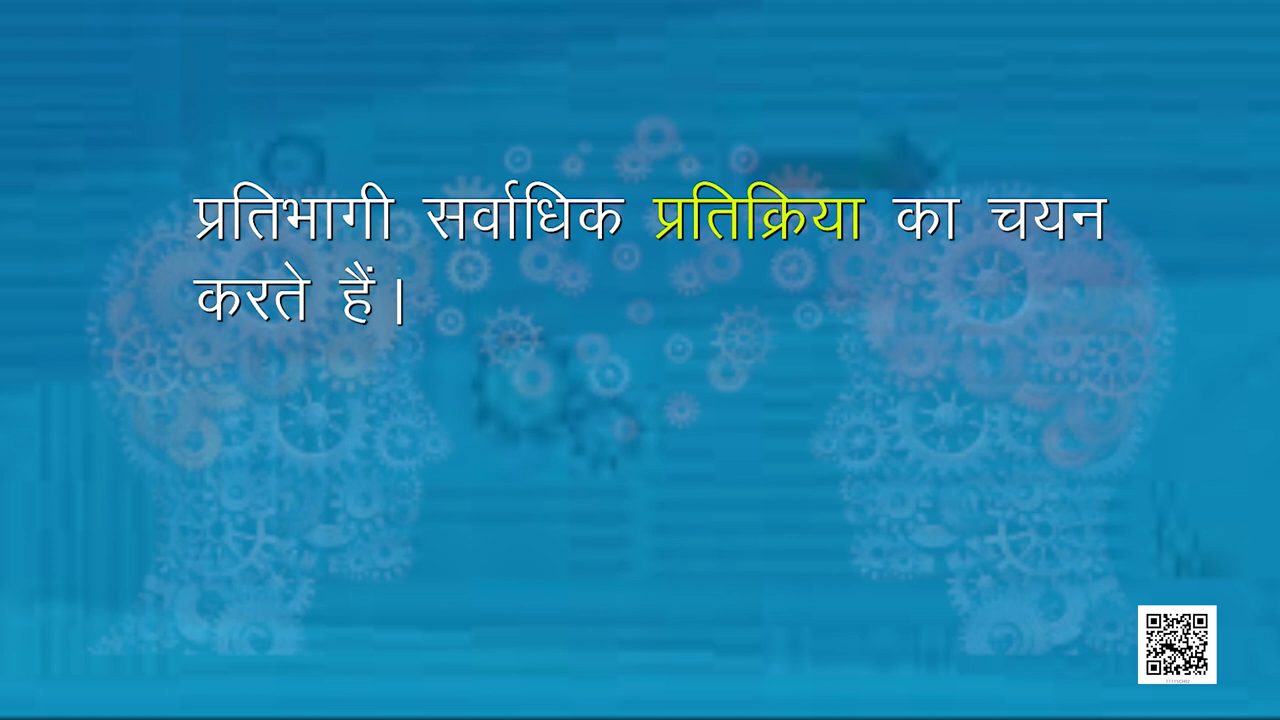 प्रतिभागी सर्वाधिक प्रतिक्रिया का चयन
करते हैं।